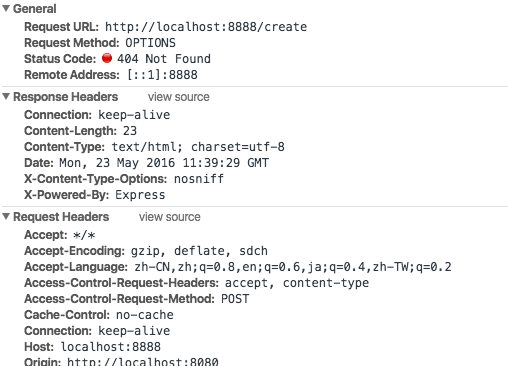 General
Request URL: http://localhost:8888/create
Request Method: OPTIONS
Status Code: 404 Not Found
Remote Address: [::1]:8888
Response Headers view source
Connection: keep-alive
Content-Length: 23
Content-Type: text/html; charset=utf-8
Date: Mon, 23 May 2016 11:39:29 GMT
X-Content-Type-Options: nosniff
X-Powered-By: Express
Request Headers view source
Accept: */*
Accept-Encoding: gzip, deflate, sdch
Accept-Language: zh-CN,zh;q=0.8,en;q=0.6,ja;q=0.4,zh-TW;q=0.2
Access-Control-Request-Headers: accept, content-type
Access-Control-Request-Method: POST
Cache-Control: no-cache
Connection: keep-alive
Host: localhost:8888
Origin: http://localhost:8080